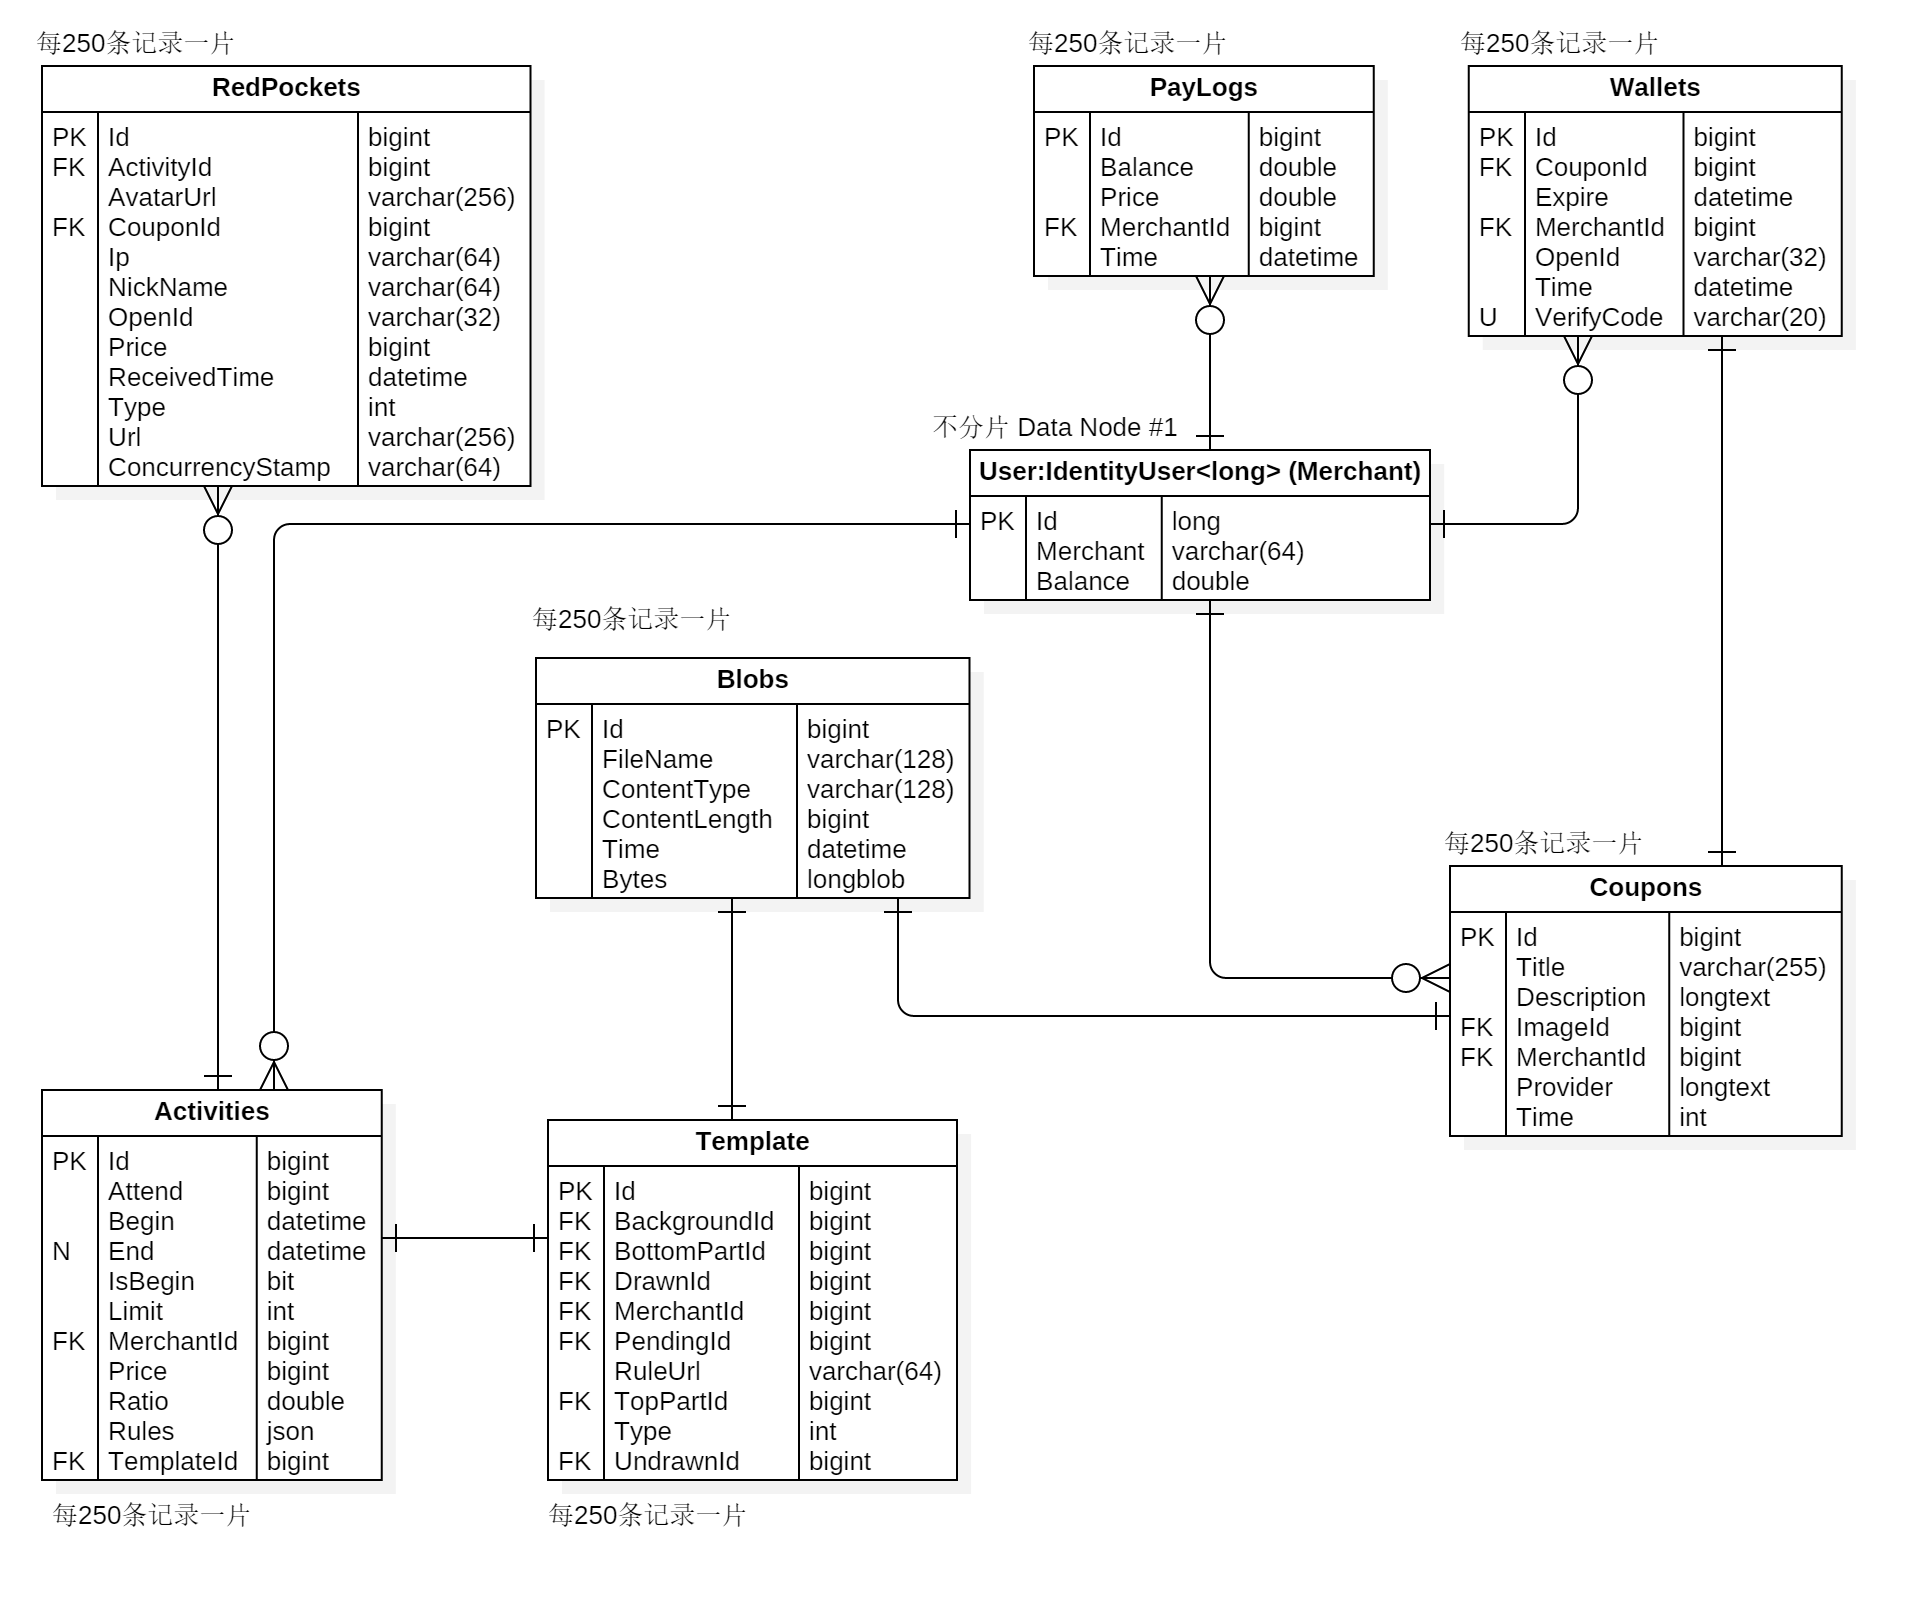 每250条记录一片
RedPockets
PK Id bigint
FK ActivityId bigint
AvatarUrl varchar(256)
FK CouponId bigint
Ip varchar(64)
NickName varchar(64)
OpenId varchar(32)
Price bigint
ReceivedTime datetime
Type int
Url varchar(256)
ConcurrencyStamp varchar(64)
每250条记录一片
PayLogs
PK Id bigint
Balance double
Price double
FK MerchantId bigint
Time datetime
每250条记录一片
Wallets
PK Id bigint
FK CouponId bigint
Expire datetime
FK MerchantId bigint
OpenId varchar(32)
Time datetime
U VerifyCode varchar(20)
不分片 Data Node #1
User:IdentityUser<long> (Merchant)
PK Id long
Merchant varchar(64)
Balance double
每250条记录一片
Blobs
PK Id bigint
FileName varchar(128)
ContentType varchar(128)
ContentLength bigint
Time datetime
Bytes longblob
每250条记录一片
Coupons
PK Id bigint
Title varchar(255)
Description longtext
FK ImageId bigint
FK MerchantId bigint
Provider longtext
Time int
Activities
PK Id bigint
Attend bigint
Begin datetime
N End datetime
IsBegin bit
Limit int
FK MerchantId bigint
Price bigint
Ratio double
Rules json
FK TemplateId bigint
每250条记录一片
Template
PK Id bigint
FK BackgroundId bigint
FK BottomPartId bigint
FK DrawnId bigint
FK MerchantId bigint
FK PendingId bigint
RuleUrl varchar(64)
FK TopPartId bigint
Type int
FK UndrawnId bigint
每250条记录一片